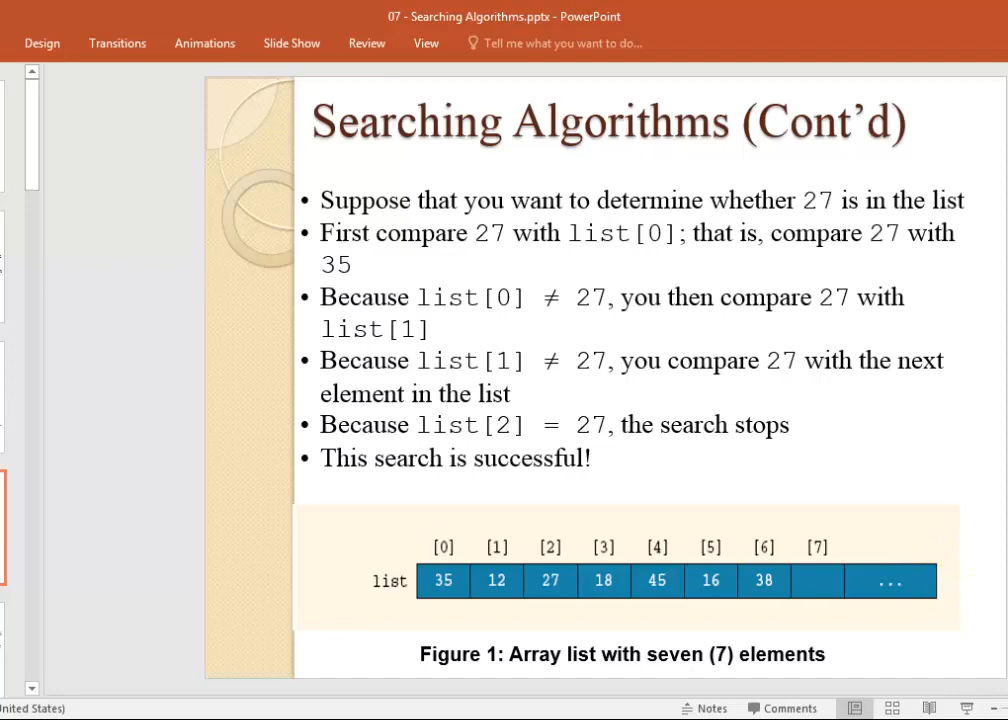 07 - Searching Algorithms.pptx - PowerPoint
Design Transitions Animations Slide Show Review View Tell me what you want to do...
Searching Algorithms (Cont’d)
• Suppose that you want to determine whether 27 is in the list
• First compare 27 with list[0]; that is, compare 27 with
35
• Because list[0] ≠ 27, you then compare 27 with
list[1]
• Because list[1] ≠ 27, you compare 27 with the next
element in the list
• Because list[2] = 27, the search stops
• This search is successful!
[0] [1] [2] [3] [4] [5] [6] [7]
list 35 12 27 18 45 16 38 ...
Figure 1: Array list with seven (7) elements
United States) Notes Comments